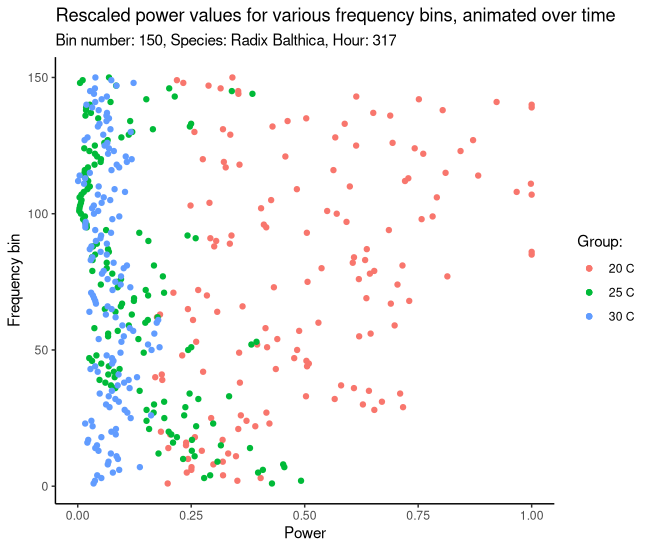 Rescaled power values for various frequency bins, animated over time
Bin number: 150, Species: Radix Balthica, Hour: 317
150
100
50
0
Frequency bin
0.00 0.25 0.50 0.75 1.00
Power
Group:
20 C
25 C
30 C